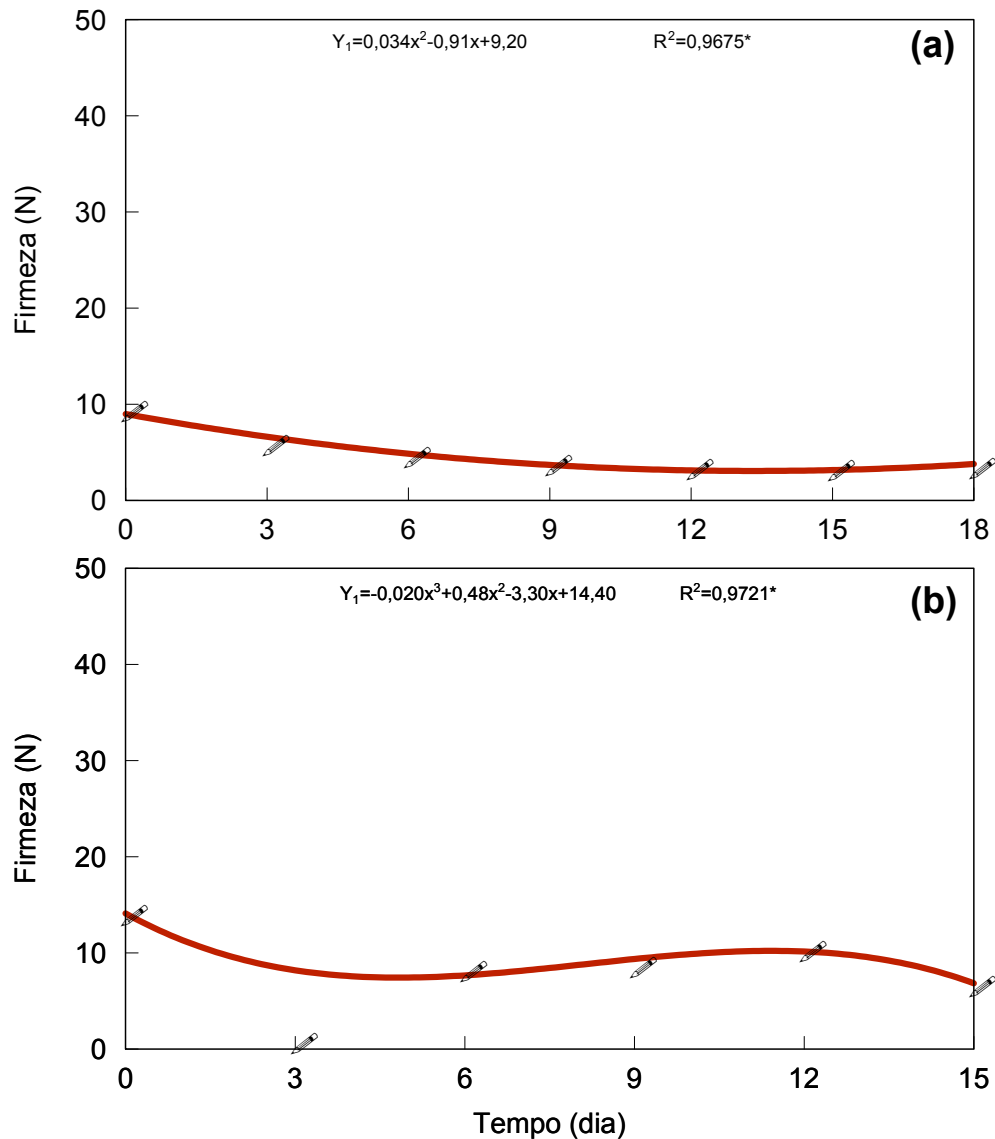 Y₁=0,034x²-0,91x+9,20 R²=0,9675* (a)
50
40
30
20
10
0
Firmeza (N)
0 3 6 9 12 15 18
Y₁=-0,020x³+0,48x²-3,30x+14,40 R²=0,9721* (b)
50
40
30
20
10
0
Firmeza (N)
0 3 6 9 12 15
Tempo (dia)